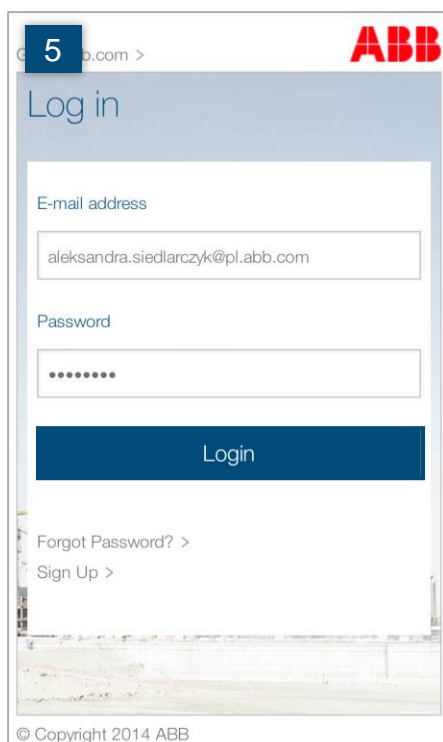 5
b.com >
ABB
Log in
E-mail address
aleksandra.siedlarczyk@pl.abb.com
Password
••••••••
Login
Forgot Password? >
Sign Up >
© Copyright 2014 ABB